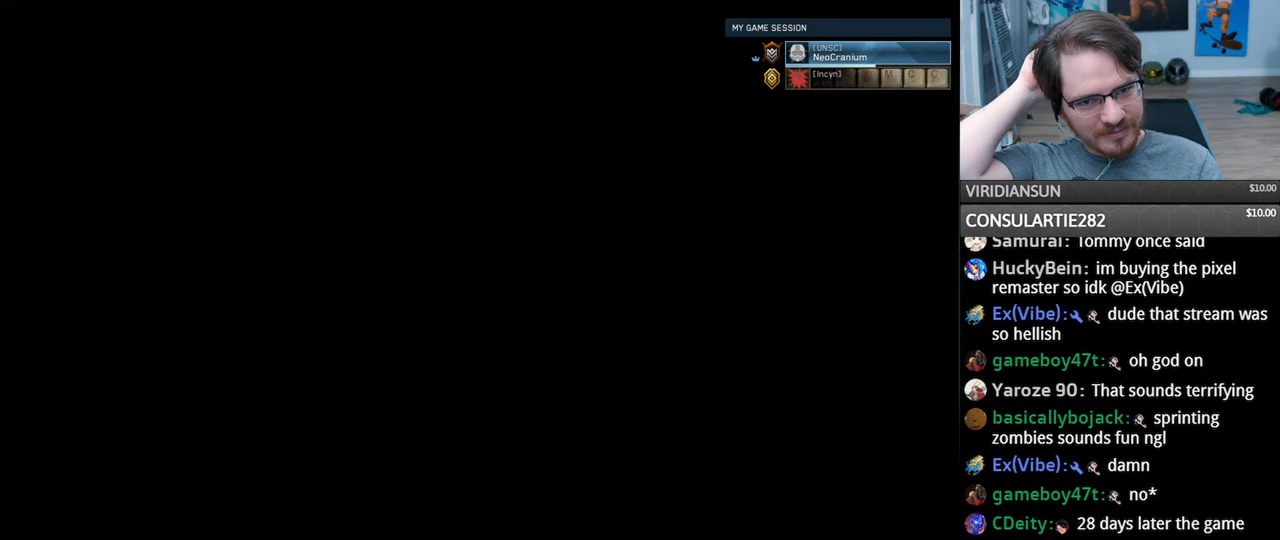 MY GAME SESSION
[UNSC]
NeoCranium
[Incyn]
M C C
VIRIDIANSUN $10.00
CONSULARTIE282 $10.00
Samurai: Tommy once said
HuckyBein: im buying the pixel
remaster so idk @Ex(Vibe)
Ex(Vibe): dude that stream was
so hellish
gameboy47t: oh god on
Yaroze 90: That sounds terrifying
basicallybojack: sprinting
zombies sounds fun ngl
Ex(Vibe): damn
gameboy47t: no*
CDeity: 28 days later the game